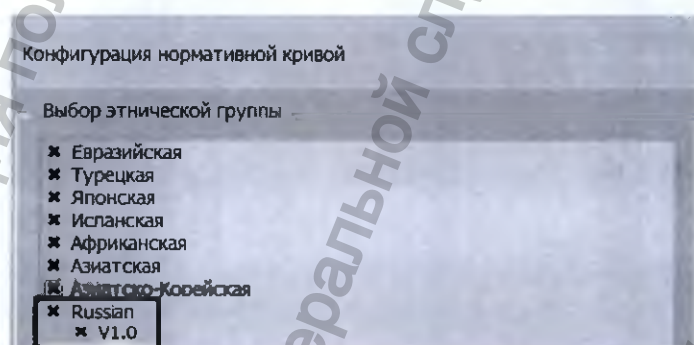 Конфигурация нормативной кривой
Выбор этнической группы
Евразийская
Турецкая
Японская
Испанская
Африканская
Азиатская
Азиатско-Корейская
Russian
V1.0